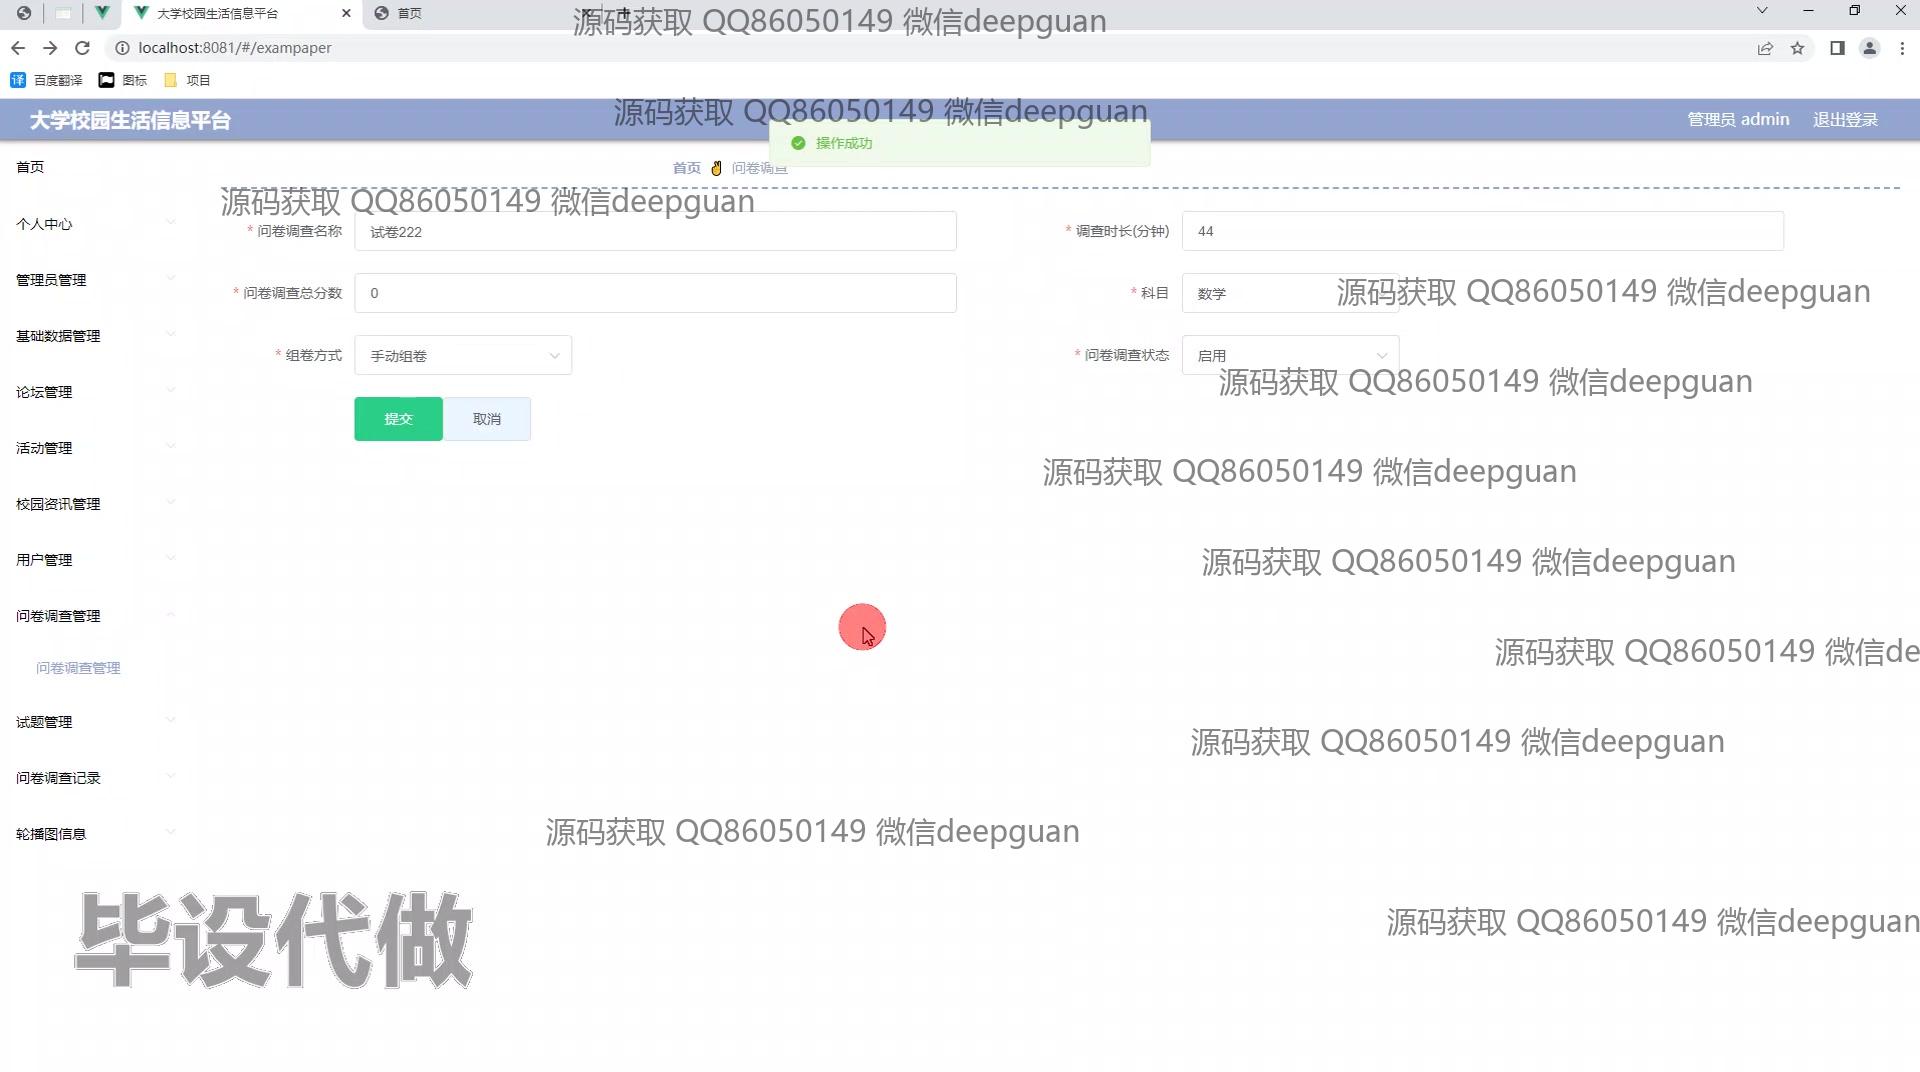 大学校园生活信息平台
首页
源码获取 QQ86050149 微信deepguan
localhost:8081/#/exampaper
百度翻译 图标 项目
大学校园生活信息平台
源码获取 QQ86050149 微信deepguan
管理员 admin 退出登录
操作成功
首页
首页 问卷调查
源码获取 QQ86050149 微信deepguan
个人中心
* 问卷调查名称 试卷222
* 调查时长(分钟) 44
管理员管理
* 问卷调查总分数 0
* 科目 数学
源码获取 QQ86050149 微信deepguan
基础数据管理
* 组卷方式 手动组卷
* 问卷调查状态 启用
源码获取 QQ86050149 微信deepguan
论坛管理
提交 取消
活动管理
源码获取 QQ86050149 微信deepguan
校园资讯管理
用户管理
源码获取 QQ86050149 微信deepguan
问卷调查管理
源码获取 QQ86050149 微信de
问卷调查管理
试题管理
源码获取 QQ86050149 微信deepguan
问卷调查记录
轮播图信息
源码获取 QQ86050149 微信deepguan
毕设代做
源码获取 QQ86050149 微信deepguan